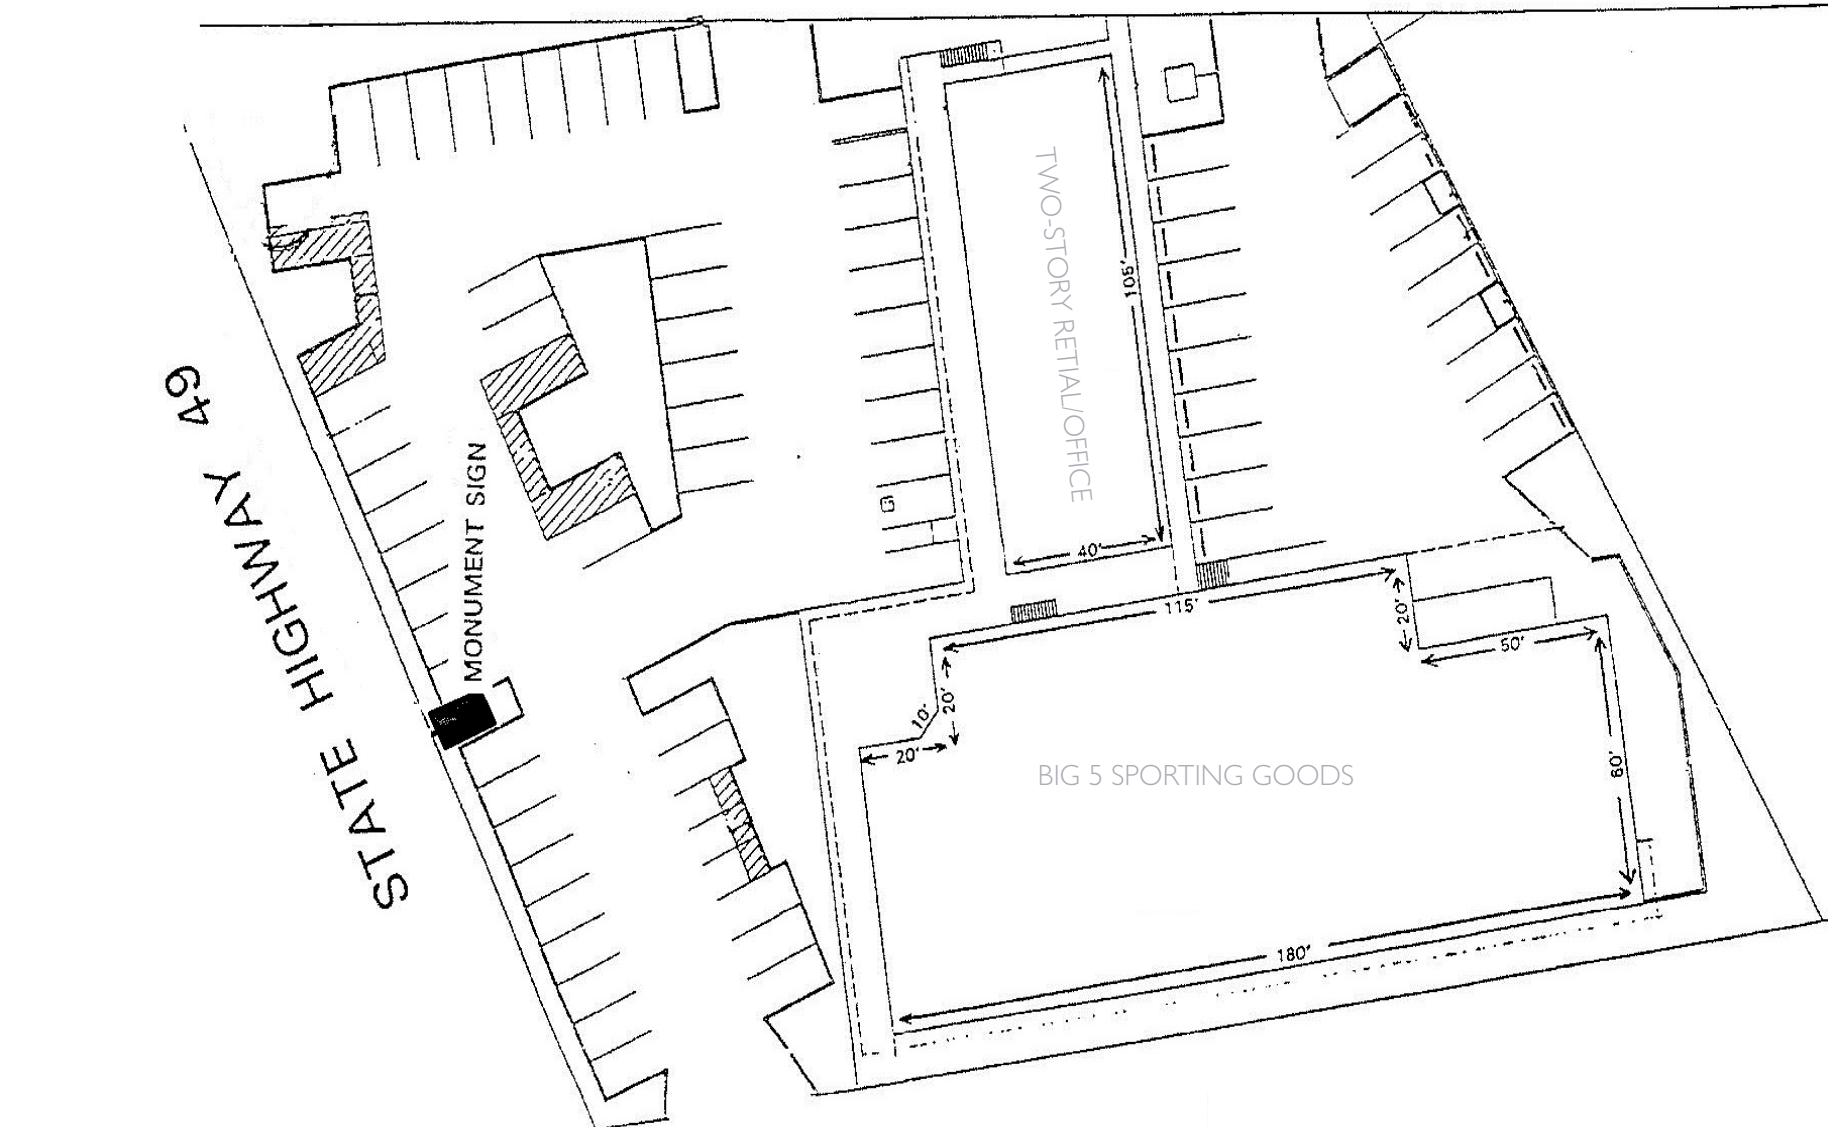 STATE HIGHWAY 49
MONUMENT SIGN
TWO-STORY RETIAL/OFFICE
105'
40'
115'
20'
50'
20'
10'
20'
BIG 5 SPORTING GOODS
60'
180'